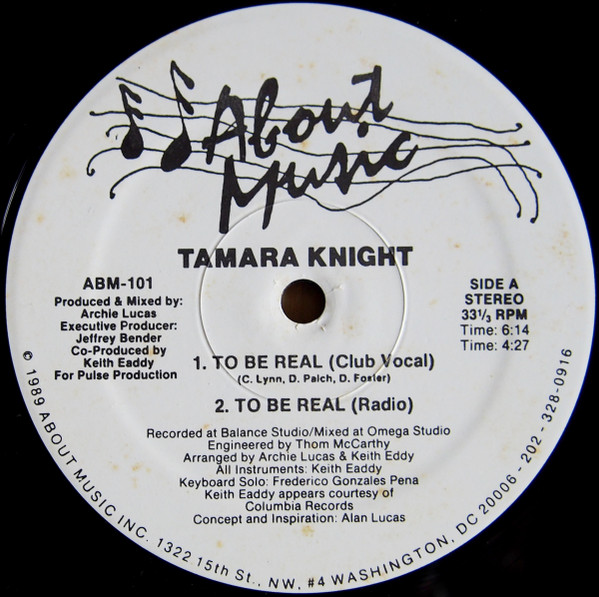 About
Music
TAMARA KNIGHT
ABM-101
Produced & Mixed by:
Archie Lucas
Executive Producer:
Jeffrey Bender
Co-Produced by
Keith Eaddy
For Pulse Production
SIDE A
STEREO
33 1/3 RPM
Time: 6:14
Time: 4:27
1. TO BE REAL (Club Vocal)
(C. Lynn, D. Paich, D. Foster)
2. TO BE REAL (Radio)
Recorded at Balance Studio/Mixed at Omega Studio
Engineered by Thom McCarthy
Arranged by Archie Lucas & Keith Eddy
All Instruments: Keith Eaddy
Keyboard Solo: Frederico Gonzales Pena
Keith Eaddy appears courtesy of
Columbia Records
Concept and Inspiration: Alan Lucas
© 1989 ABOUT MUSIC INC. 1322 15th St., NW, #4 WASHINGTON, DC 20006 - 202 - 328-0916